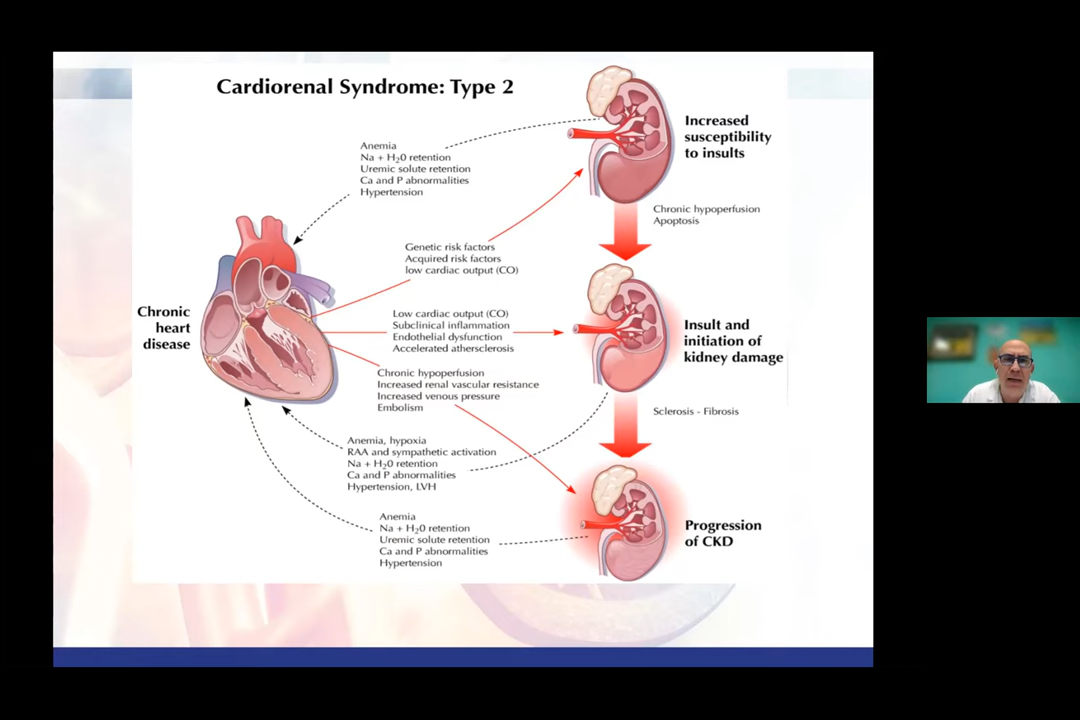 Cardiorenal Syndrome: Type 2
Anemia
Na + H20 retention
Uremic solute retention
Ca and P abnormalities
Hypertension
Increased
susceptibility
to insults
Chronic hypoperfusion
Apoptosis
Genetic risk factors
Acquired risk factors
low cardiac output (CO)
Chronic
heart
disease
Low cardiac output (CO)
Subclinical inflammation
Endothelial dysfunction
Accelerated athersclerosis
Insult and
initiation of
kidney damage
Chronic hypoperfusion
Increased renal vascular resistance
Increased venous pressure
Embolism
Sclerosis - Fibrosis
Anemia, hypoxia
RAA and sympathetic activation
Na + H20 retention
Ca and P abnormalities
Hypertension, LVH
Anemia
Na + H20 retention
Uremic solute retention
Ca and P abnormalities
Hypertension
Progression
of CKD